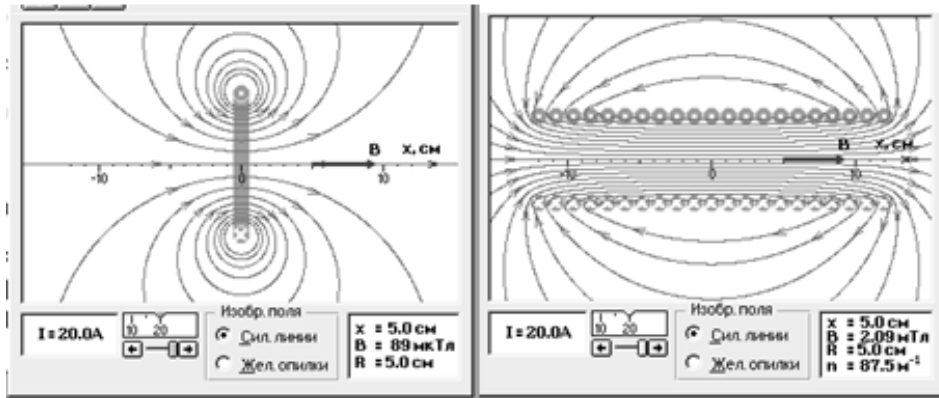 B x, см
-10 0 10
Изобр. поля
I = 20.0А
10 20
Сил. линии
Жел. опилки
x = 5.0 см
B = 89 мкТл
R = 5.0 см
B x, см
-10 0 10
Изобр. поля
I = 20.0А
10 20
Сил. линии
Жел. опилки
x = 5.0 см
B = 2.09 мТл
R = 5.0 см
n = 87.5 м⁻¹